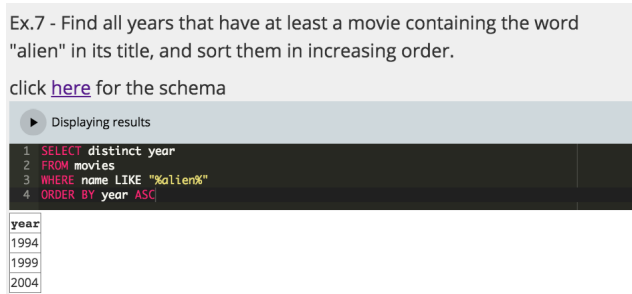 Ex.7 - Find all years that have at least a movie containing the word
"alien" in its title, and sort them in increasing order.
click here for the schema
Displaying results
1 SELECT distinct year
2 FROM movies
3 WHERE name LIKE "%alien%"
4 ORDER BY year ASC
year
1994
1999
2004